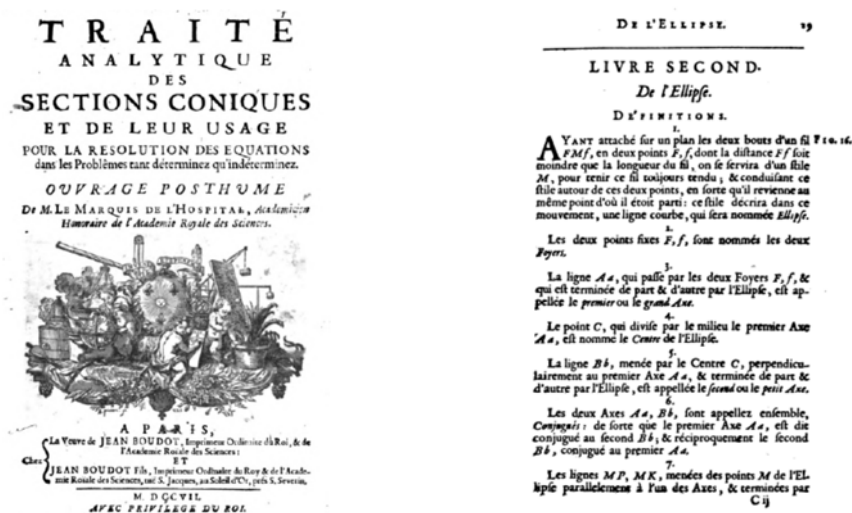 TRAITÉ
ANALYTIQUE
DES
SECTIONS CONIQUES
ET DE LEUR USAGE
POUR LA RESOLUTION DES EQUATIONS
dans les Problêmes tant déterminez qu'indéterminez.
OUVRAGE POSTHUME
De M. LE MARQUIS DE L'HOSPITAL, Academicien
Honoraire de l'Academie Royale des Sciences.
A PARIS,
La Veuve de JEAN BOUDOT, Imprimeur Ordinaire du Roi, & de
l'Academie Roiale des Sciences:
Chez
ET
JEAN BOUDOT Fils, Imprimeur Ordinaire du Roy & de l'Acade-
mie Roiale des Sciences, ruë S. Jacques, au Soleil d'Or, prés S. Severin,
M. DCCVII.
AVEC PRIVILEGE DU ROI.
DE L'ELLIPSE. 29
LIVRE SECOND.
De l'Ellipſe.
DE'FINITIONS.
1.
AYANT attaché ſur un plan les deux bouts d'un fil FIG. 16.
FMf, en deux points F, f, dont la diſtance Ff ſoit
moindre que la longueur du fil, on ſe ſervira d'un ſtile
M, pour tenir ce fil toûjours tendu; & conduiſant ce
ſtile autour de ces deux points, en ſorte qu'il revienne au
même point d'où il étoit parti: ce ſtile décrira dans ce
mouvement, une ligne courbe, qui ſera nommée Ellipſe.
2.
Les deux points fixes F, f, ſont nommés les deux
Foyers.
3.
La ligne Aa, qui paſſe par les deux Foyers F, f, &
qui eſt terminée de part & d'autre par l'Ellipſe, eſt ap-
pellée le premier ou le grand Axe.
4.
Le point C, qui diviſe par le milieu le premier Axe
Aa, eſt nommé le Centre de l'Ellipſe.
5.
La ligne Bb, menée par le Centre C, perpendicu-
lairement au premier Axe Aa, & terminée de part &
d'autre par l'Ellipſe, eſt appellée le ſecond ou le petit Axe.
6.
Les deux Axes Aa, Bb, ſont appellez enſemble,
Conjugués: de ſorte que le premier Axe Aa, eſt dit
conjugué au ſecond Bb; & réciproquement le ſecond
Bb, conjugué au premier Aa.
7.
Les lignes MP, MK, menées des points M de l'El-
lipſe parallelement à l'un des Axes, & terminées par
C ij